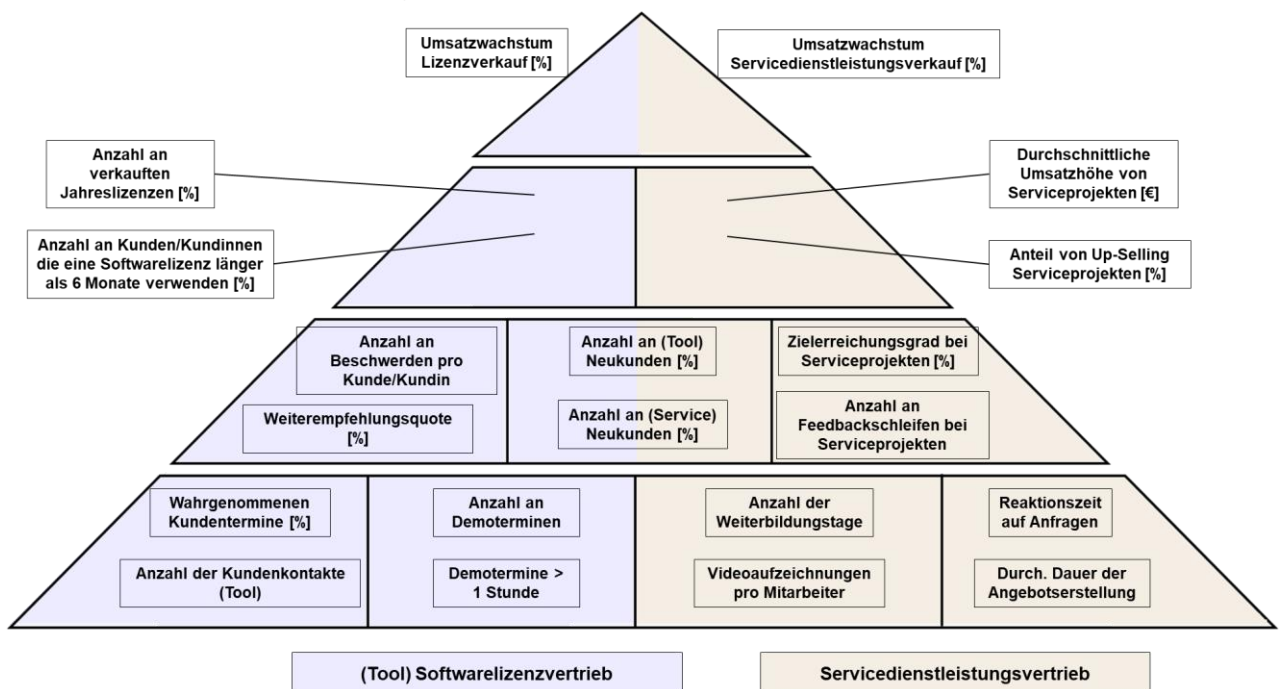 Umsatzwachstum
Lizenzverkauf [%]
Umsatzwachstum
Servicedienstleistungsverkauf [%]
Anzahl an
verkauften
Jahreslizenzen [%]
Durchschnittliche
Umsatzhöhe von
Serviceprojekten [€]
Anzahl an Kunden/Kundinnen
die eine Softwarelizenz länger
als 6 Monate verwenden [%]
Anteil von Up-Selling
Serviceprojekten [%]
Anzahl an
Beschwerden pro
Kunde/Kundin
Anzahl an (Tool)
Neukunden [%]
Zielerreichungsgrad bei
Serviceprojekten [%]
Weiterempfehlungsquote
[%]
Anzahl an (Service)
Neukunden [%]
Anzahl an
Feedbackschleifen bei
Serviceprojekten
Wahrgenommenen
Kundentermine [%]
Anzahl an
Demoterminen
Anzahl der
Weiterbildungstage
Reaktionszeit
auf Anfragen
Anzahl der Kundenkontakte
(Tool)
Demotermine >
1 Stunde
Videoaufzeichnungen
pro Mitarbeiter
Durch. Dauer der
Angebotserstellung
(Tool) Softwarelizenzvertrieb
Servicedienstleistungsvertrieb